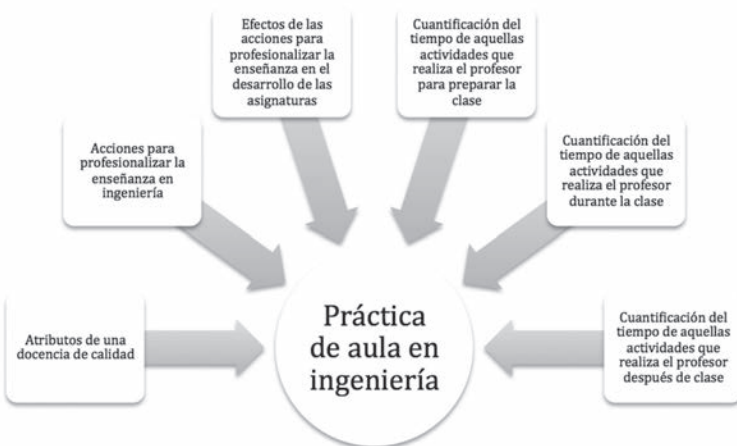 Efectos de las
acciones para
profesionalizar la
enseñanza en el
desarrollo de las
asignaturas
Cuantificación del
tiempo de aquellas
actividades que
realiza el profesor
para preparar la
clase
Acciones para
profesionalizar la
enseñanza en
ingeniería
Cuantificación del
tiempo de aquellas
actividades que
realiza el profesor
durante la clase
Atributos de una
docencia de calidad
Práctica
de aula en
ingeniería
Cuantificación del
tiempo de aquellas
actividades que
realiza el profesor
después de clase